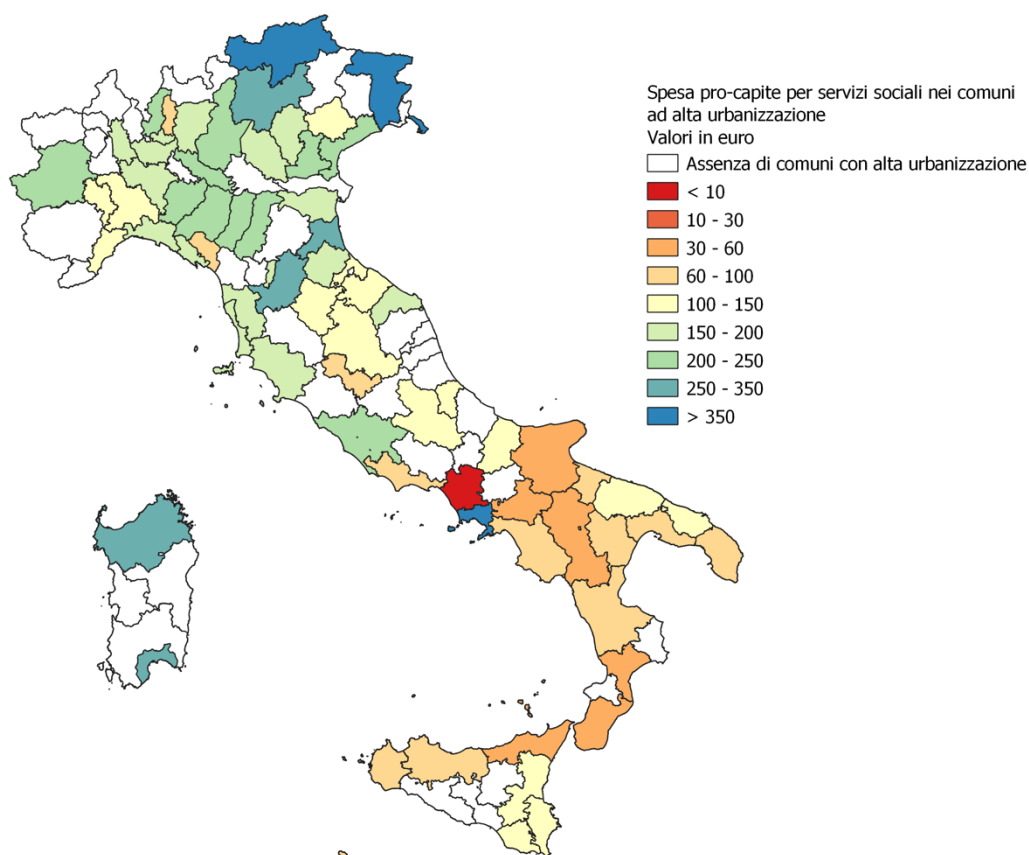 Spesa pro-capite per servizi sociali nei comuni
ad alta urbanizzazione
Valori in euro
Assenza di comuni con alta urbanizzazione
< 10
10 - 30
30 - 60
60 - 100
100 - 150
150 - 200
200 - 250
250 - 350
> 350